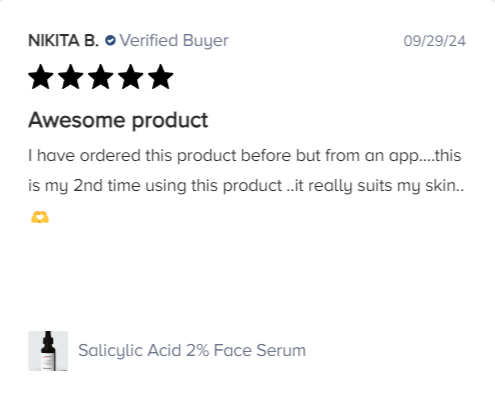 NIKITA B. Verified Buyer 09/29/24
Awesome product
I have ordered this product before but from an app....this
is my 2nd time using this product ..it really suits my skin..
🫶
Salicylic Acid 2% Face Serum